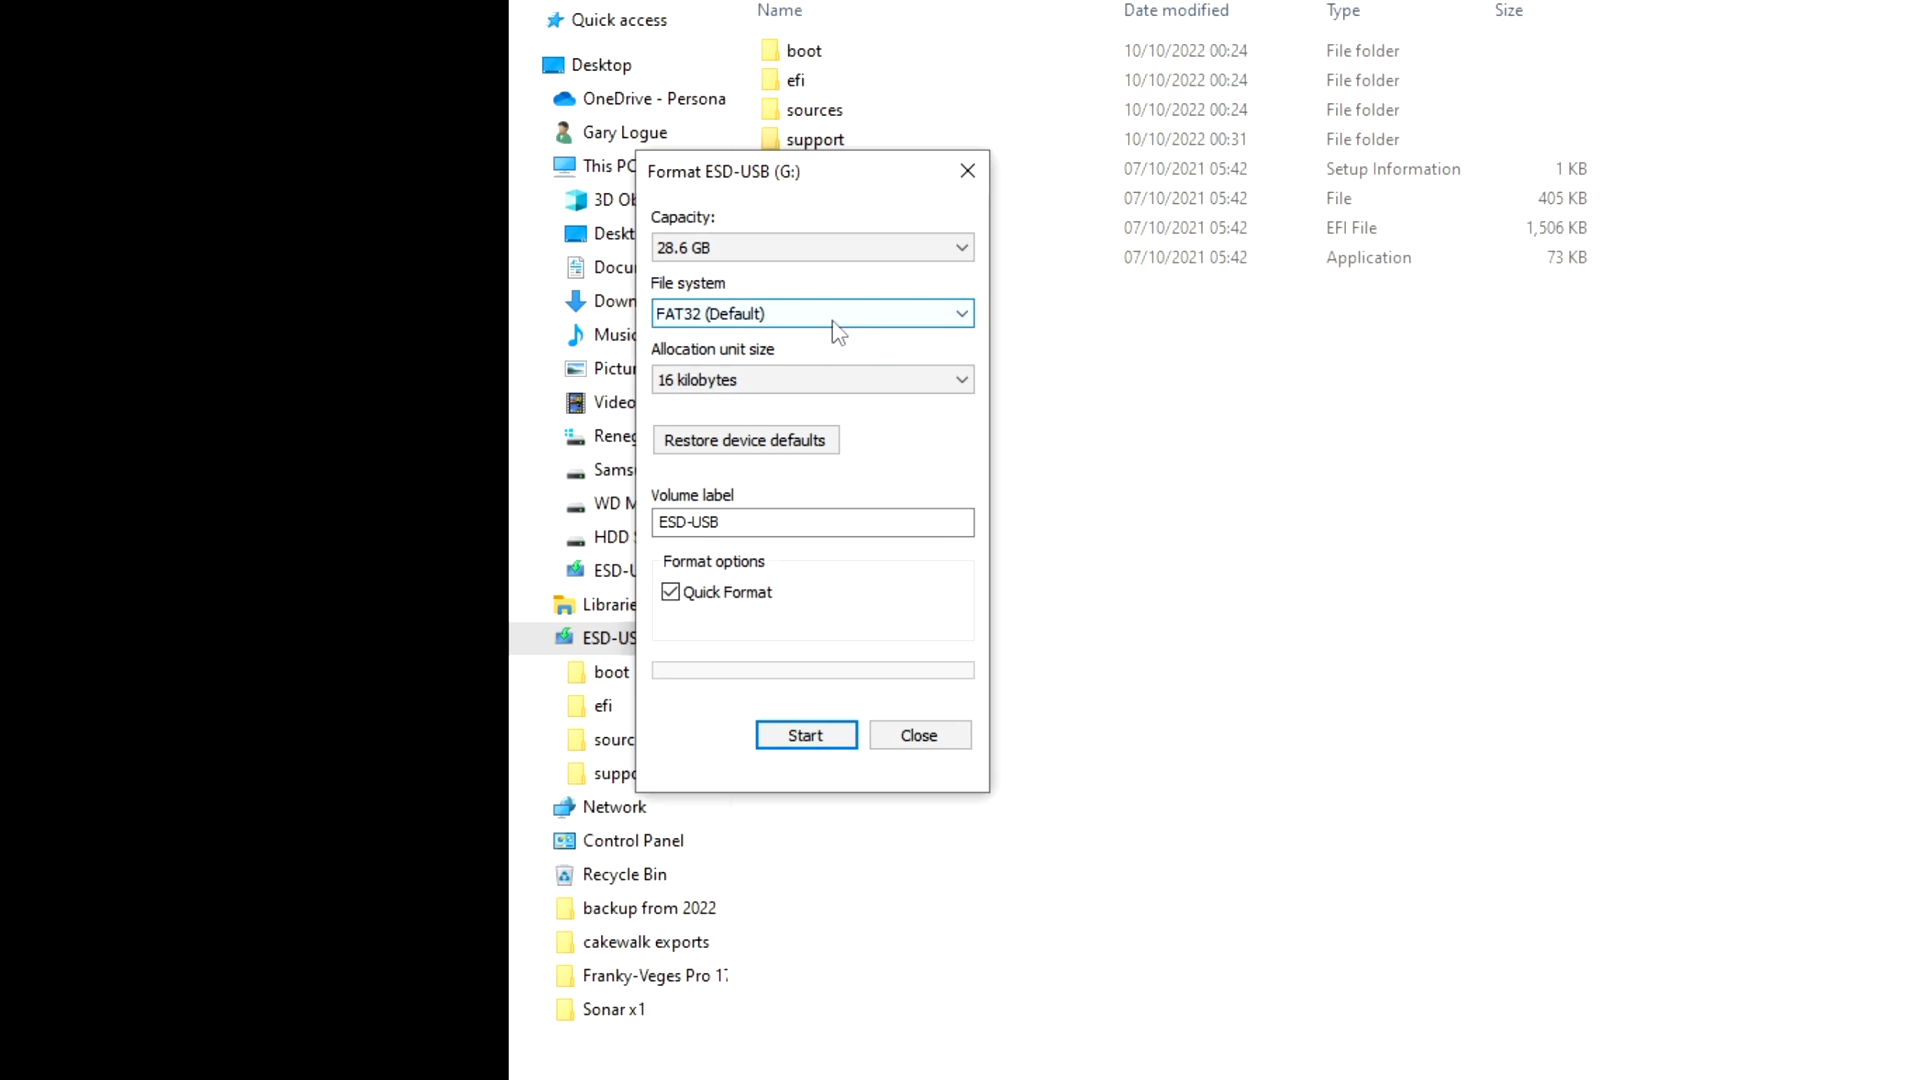 Quick access
Desktop
OneDrive - Persona
Gary Logue
This PC
3D Ob
Deskt
Docu
Down
Music
Pictu
Video
Reneg
Sams
WD M
HDD
ESD-U
Librarie
ESD-US
boot
efi
sourc
suppo
Network
Control Panel
Recycle Bin
backup from 2022
cakewalk exports
Franky-Veges Pro 17
Sonar x1
Name Date modified Type Size
boot 10/10/2022 00:24 File folder
efi 10/10/2022 00:24 File folder
sources 10/10/2022 00:24 File folder
support 10/10/2022 00:31 File folder
07/10/2021 05:42 Setup Information 1 KB
07/10/2021 05:42 File 405 KB
07/10/2021 05:42 EFI File 1,506 KB
07/10/2021 05:42 Application 73 KB
Format ESD-USB (G:)
Capacity:
28.6 GB
File system
FAT32 (Default)
Allocation unit size
16 kilobytes
Restore device defaults
Volume label
ESD-USB
Format options
Quick Format
Start Close